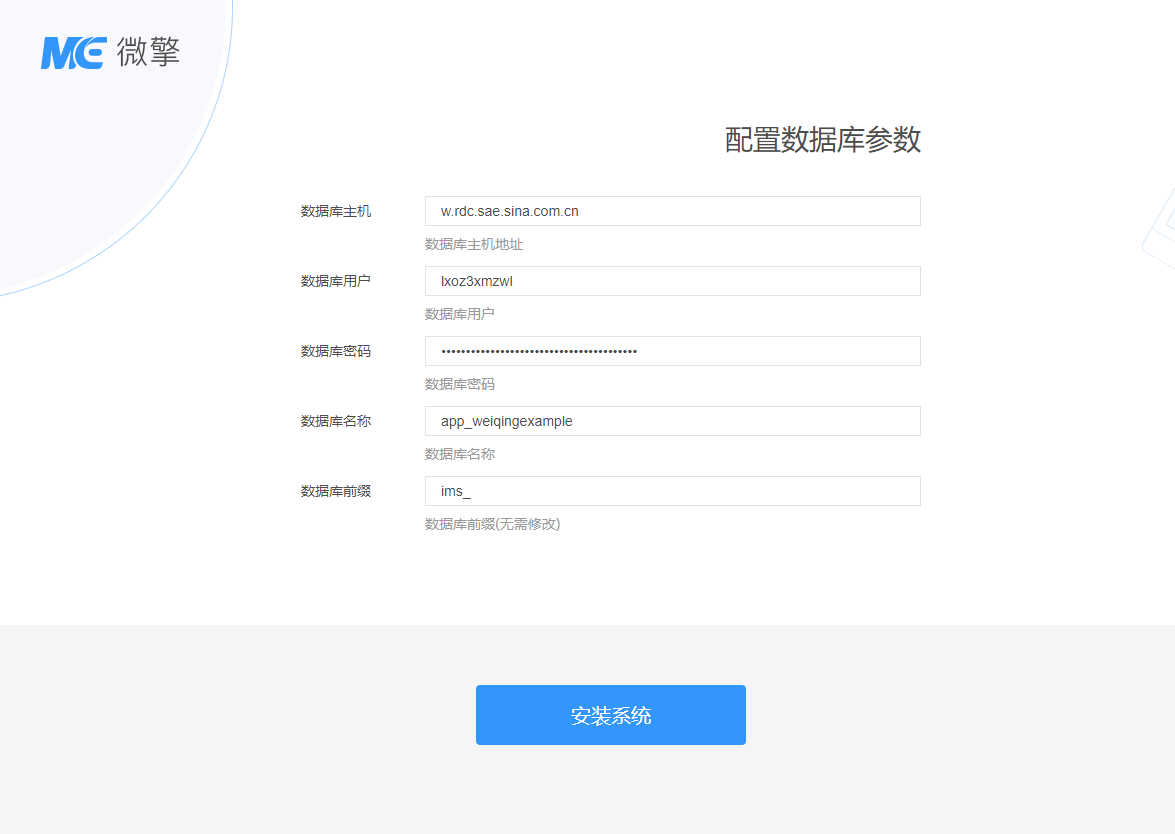 ME 微擎
配置数据库参数
数据库主机 w.rdc.sae.sina.com.cn
数据库主机地址
数据库用户 lxoz3xmzwl
数据库用户
数据库密码 ••••••••••••••••••••••••••••••••••••••••
数据库密码
数据库名称 app_weiqingexample
数据库名称
数据库前缀 ims_
数据库前缀(无需修改)
安装系统